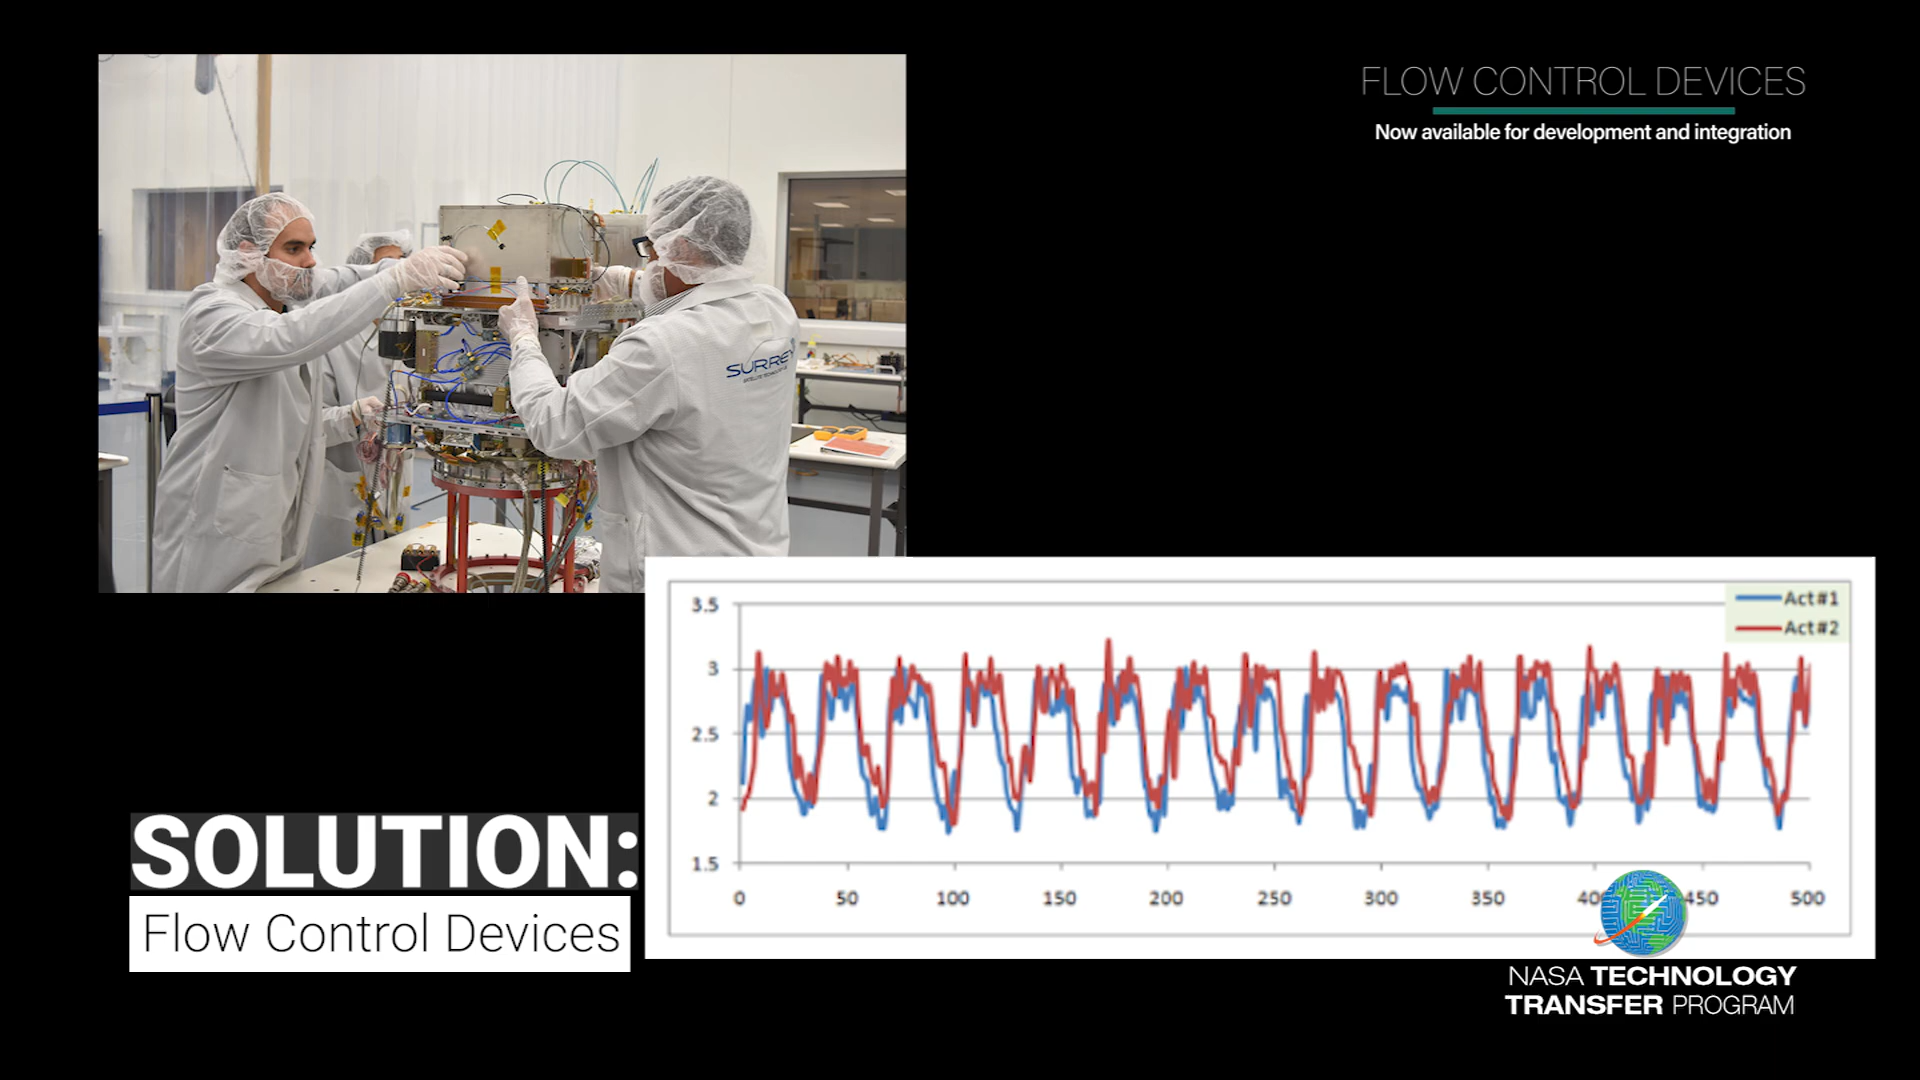 FLOW CONTROL DEVICES
Now available for development and integration
SURREY
3.5
3
2.5
2
1.5
0
50
100
150
200
250
300
350
450
500
Act#1
Act#2
SOLUTION:
Flow Control Devices
NASA TECHNOLOGY
TRANSFER PROGRAM